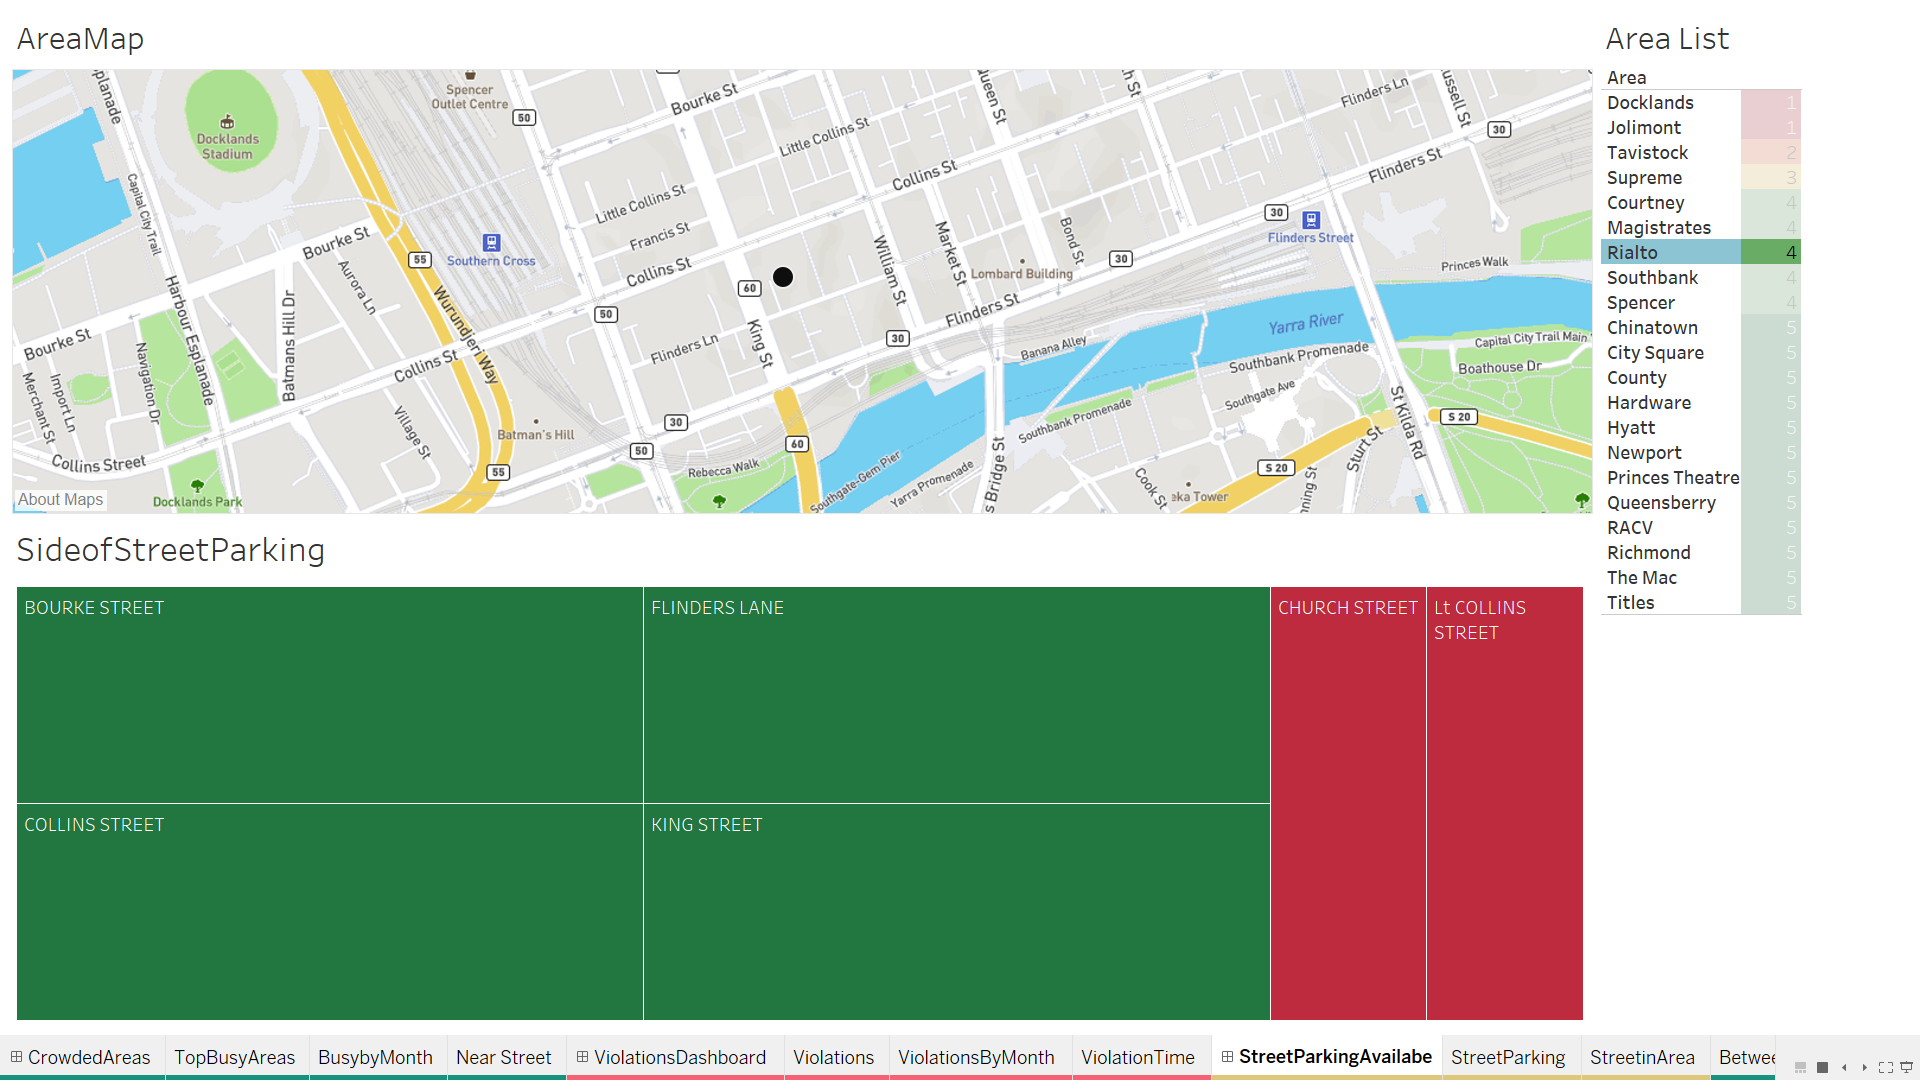 AreaMap
Area List
Area
Docklands 1
Jolimont 1
Tavistock 2
Supreme 3
Courtney 4
Magistrates 4
Rialto 4
Southbank 4
Spencer 4
Chinatown 5
City Square 5
County 5
Hardware 5
Hyatt 5
Newport 5
Princes Theatre 5
Queensberry 5
RACV 5
Richmond 5
The Mac 5
Titles 5
Spencer
Outlet Centre
Docklands
Stadium
Capital City Trail
Bourke St
Little Collins St
Collins St
Flinders Ln
Flinders St
50
30
Little Collins St
Francis St
Collins St
Bourke St
Southern Cross
55
Aurora Ln
Wurundjeri Way
Harbour Esplanade
Batmans Hill Dr
60
50
King St
William St
Market St
Bond St
Lombard Building
30
30
Flinders Street
Princes Walk
Flinders St
Flinders Ln
30
Yarra River
Banana Alley
Southbank Promenade
Capital City Trail Main
Boathouse Dr
Bourke St
Merchant St
Import Ln
Navigation Dr
Collins St
Village St
Batman's Hill
30
50
60
55
Rebecca Walk
Collins Street
Docklands Park
Southgate-Gem Pier
Yarra Promenade
s Bridge St
Southbank Promenade
Southgate Ave
Cook St
eka Tower
S 20
Sturt St
St Kilda Rd
S 20
About Maps
SideofStreetParking
BOURKE STREET
FLINDERS LANE
CHURCH STREET
Lt COLLINS
STREET
COLLINS STREET
KING STREET
CrowdedAreas TopBusyAreas BusybyMonth Near Street ViolationsDashboard Violations ViolationsByMonth ViolationTime StreetParkingAvailabe StreetParking StreetinArea Betwee